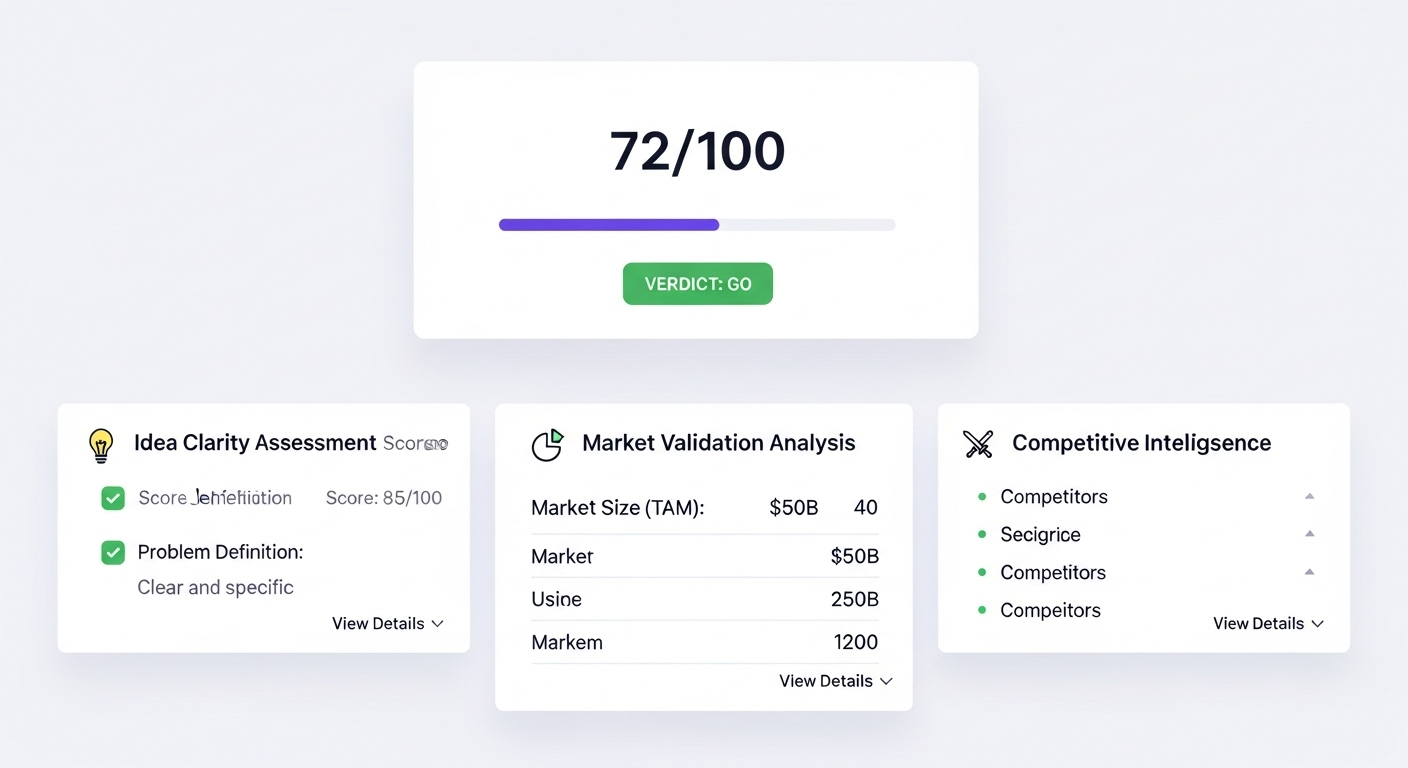 72/100
VERDICT: GO
Idea Clarity Assessment
Score Score: 85/100
Problem Definition:
Clear and specific
View Details
Market Validation Analysis
Market Size (TAM): $50B 40
Market $50B
Usine 250B
Markem 1200
View Details
Competitive Inteligsence
Competitors
Secigrice
Competitors
Compeitors
View Details